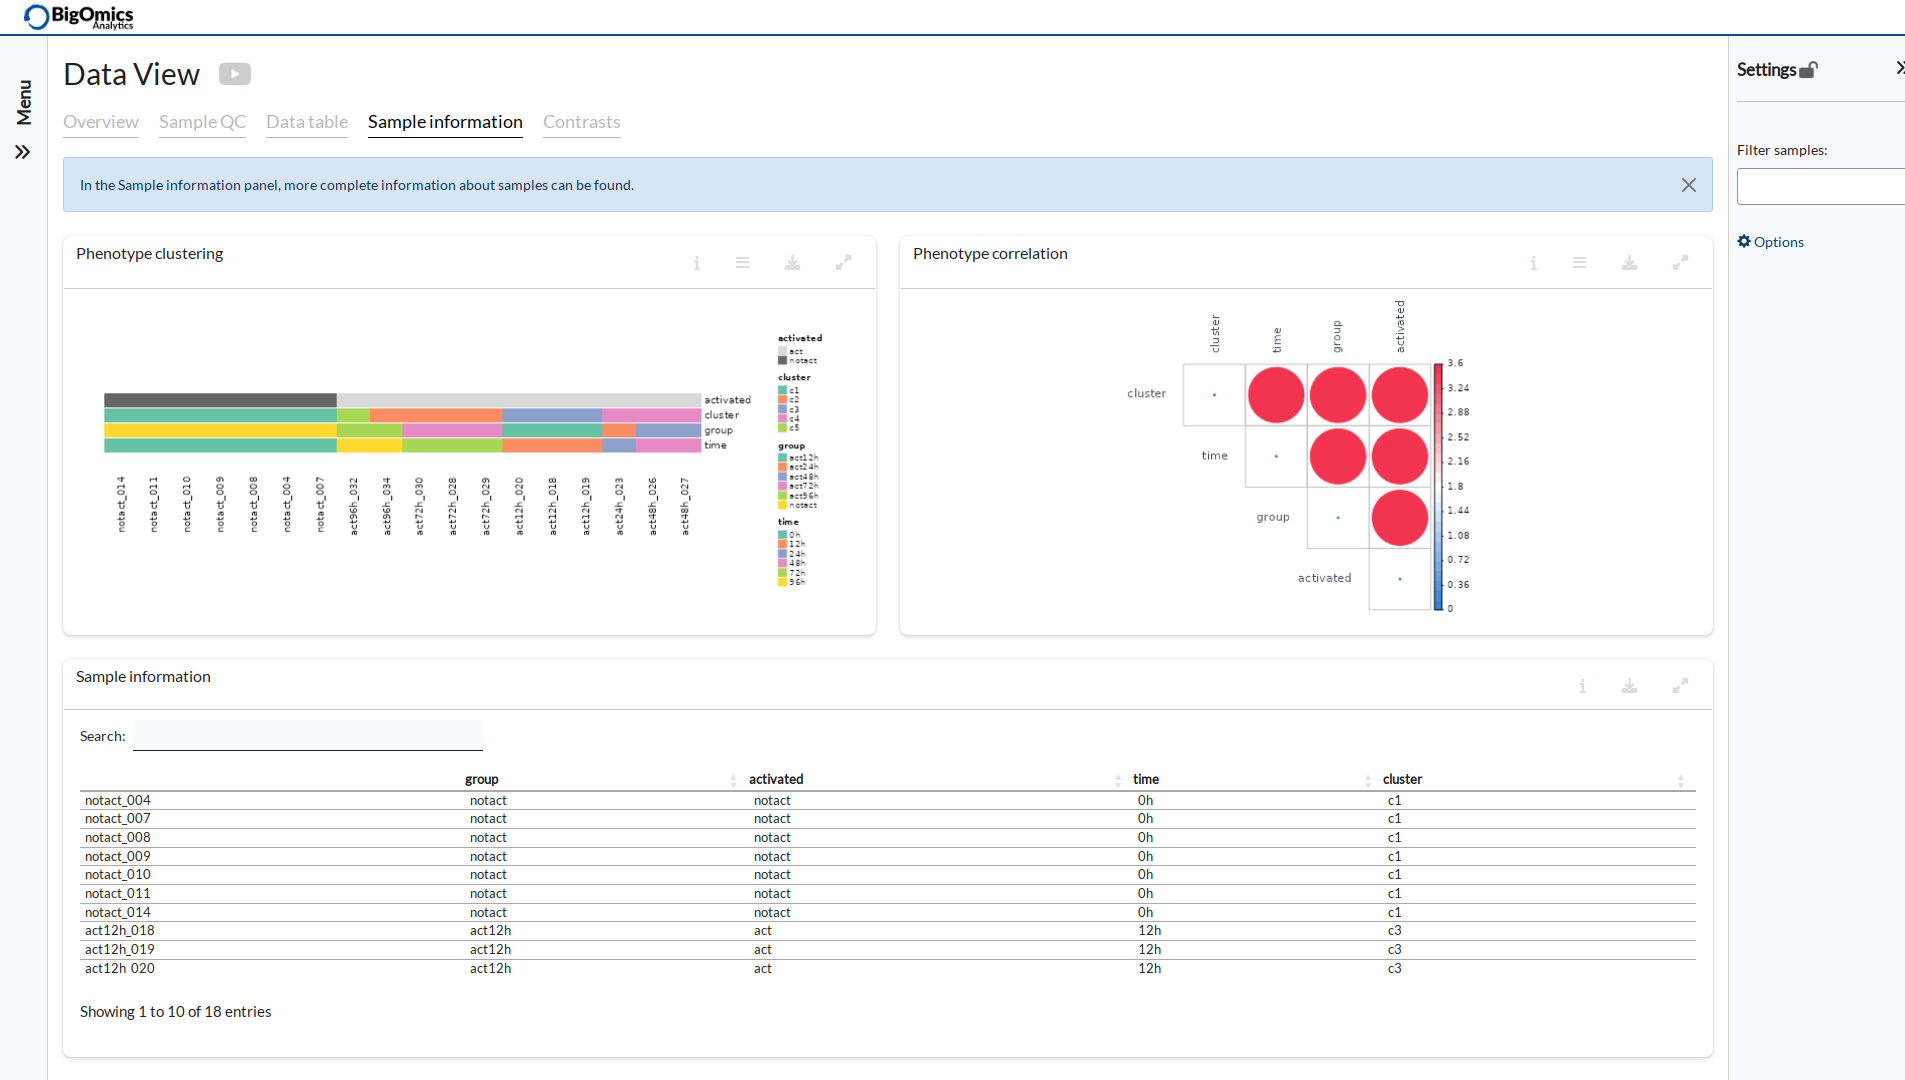 BigOmics
Analytics
Menu
Data View
Overview Sample QC Data table Sample information Contrasts
In the Sample information panel, more complete information about samples can be found.
Settings
Filter samples:
Options
Phenotype clustering
activated
cluster
group
time
notact_014
notact_011
notact_010
notact_009
notact_008
notact_004
notact_007
act96h_032
act96h_034
act72h_030
act72h_028
act72h_029
act12h_020
act12h_018
act12h_019
act24h_023
act48h_026
act48h_027
activated
act
notact
cluster
c1
c2
c3
c4
c5
group
act12h
act24h
act48h
act72h
act96h
notact
time
0h
12h
24h
48h
72h
96h
Phenotype correlation
cluster
time
group
activated
cluster
time
group
activated
3.6
3.24
2.88
2.52
2.16
1.8
1.44
1.08
0.72
0.36
0
Sample information
Search:
group activated time cluster
notact_004 notact notact 0h c1
notact_007 notact notact 0h c1
notact_008 notact notact 0h c1
notact_009 notact notact 0h c1
notact_010 notact notact 0h c1
notact_011 notact notact 0h c1
notact_014 notact notact 0h c1
act12h_018 act12h act 12h c3
act12h_019 act12h act 12h c3
act12h 020 act12h act 12h c3
Showing 1 to 10 of 18 entries